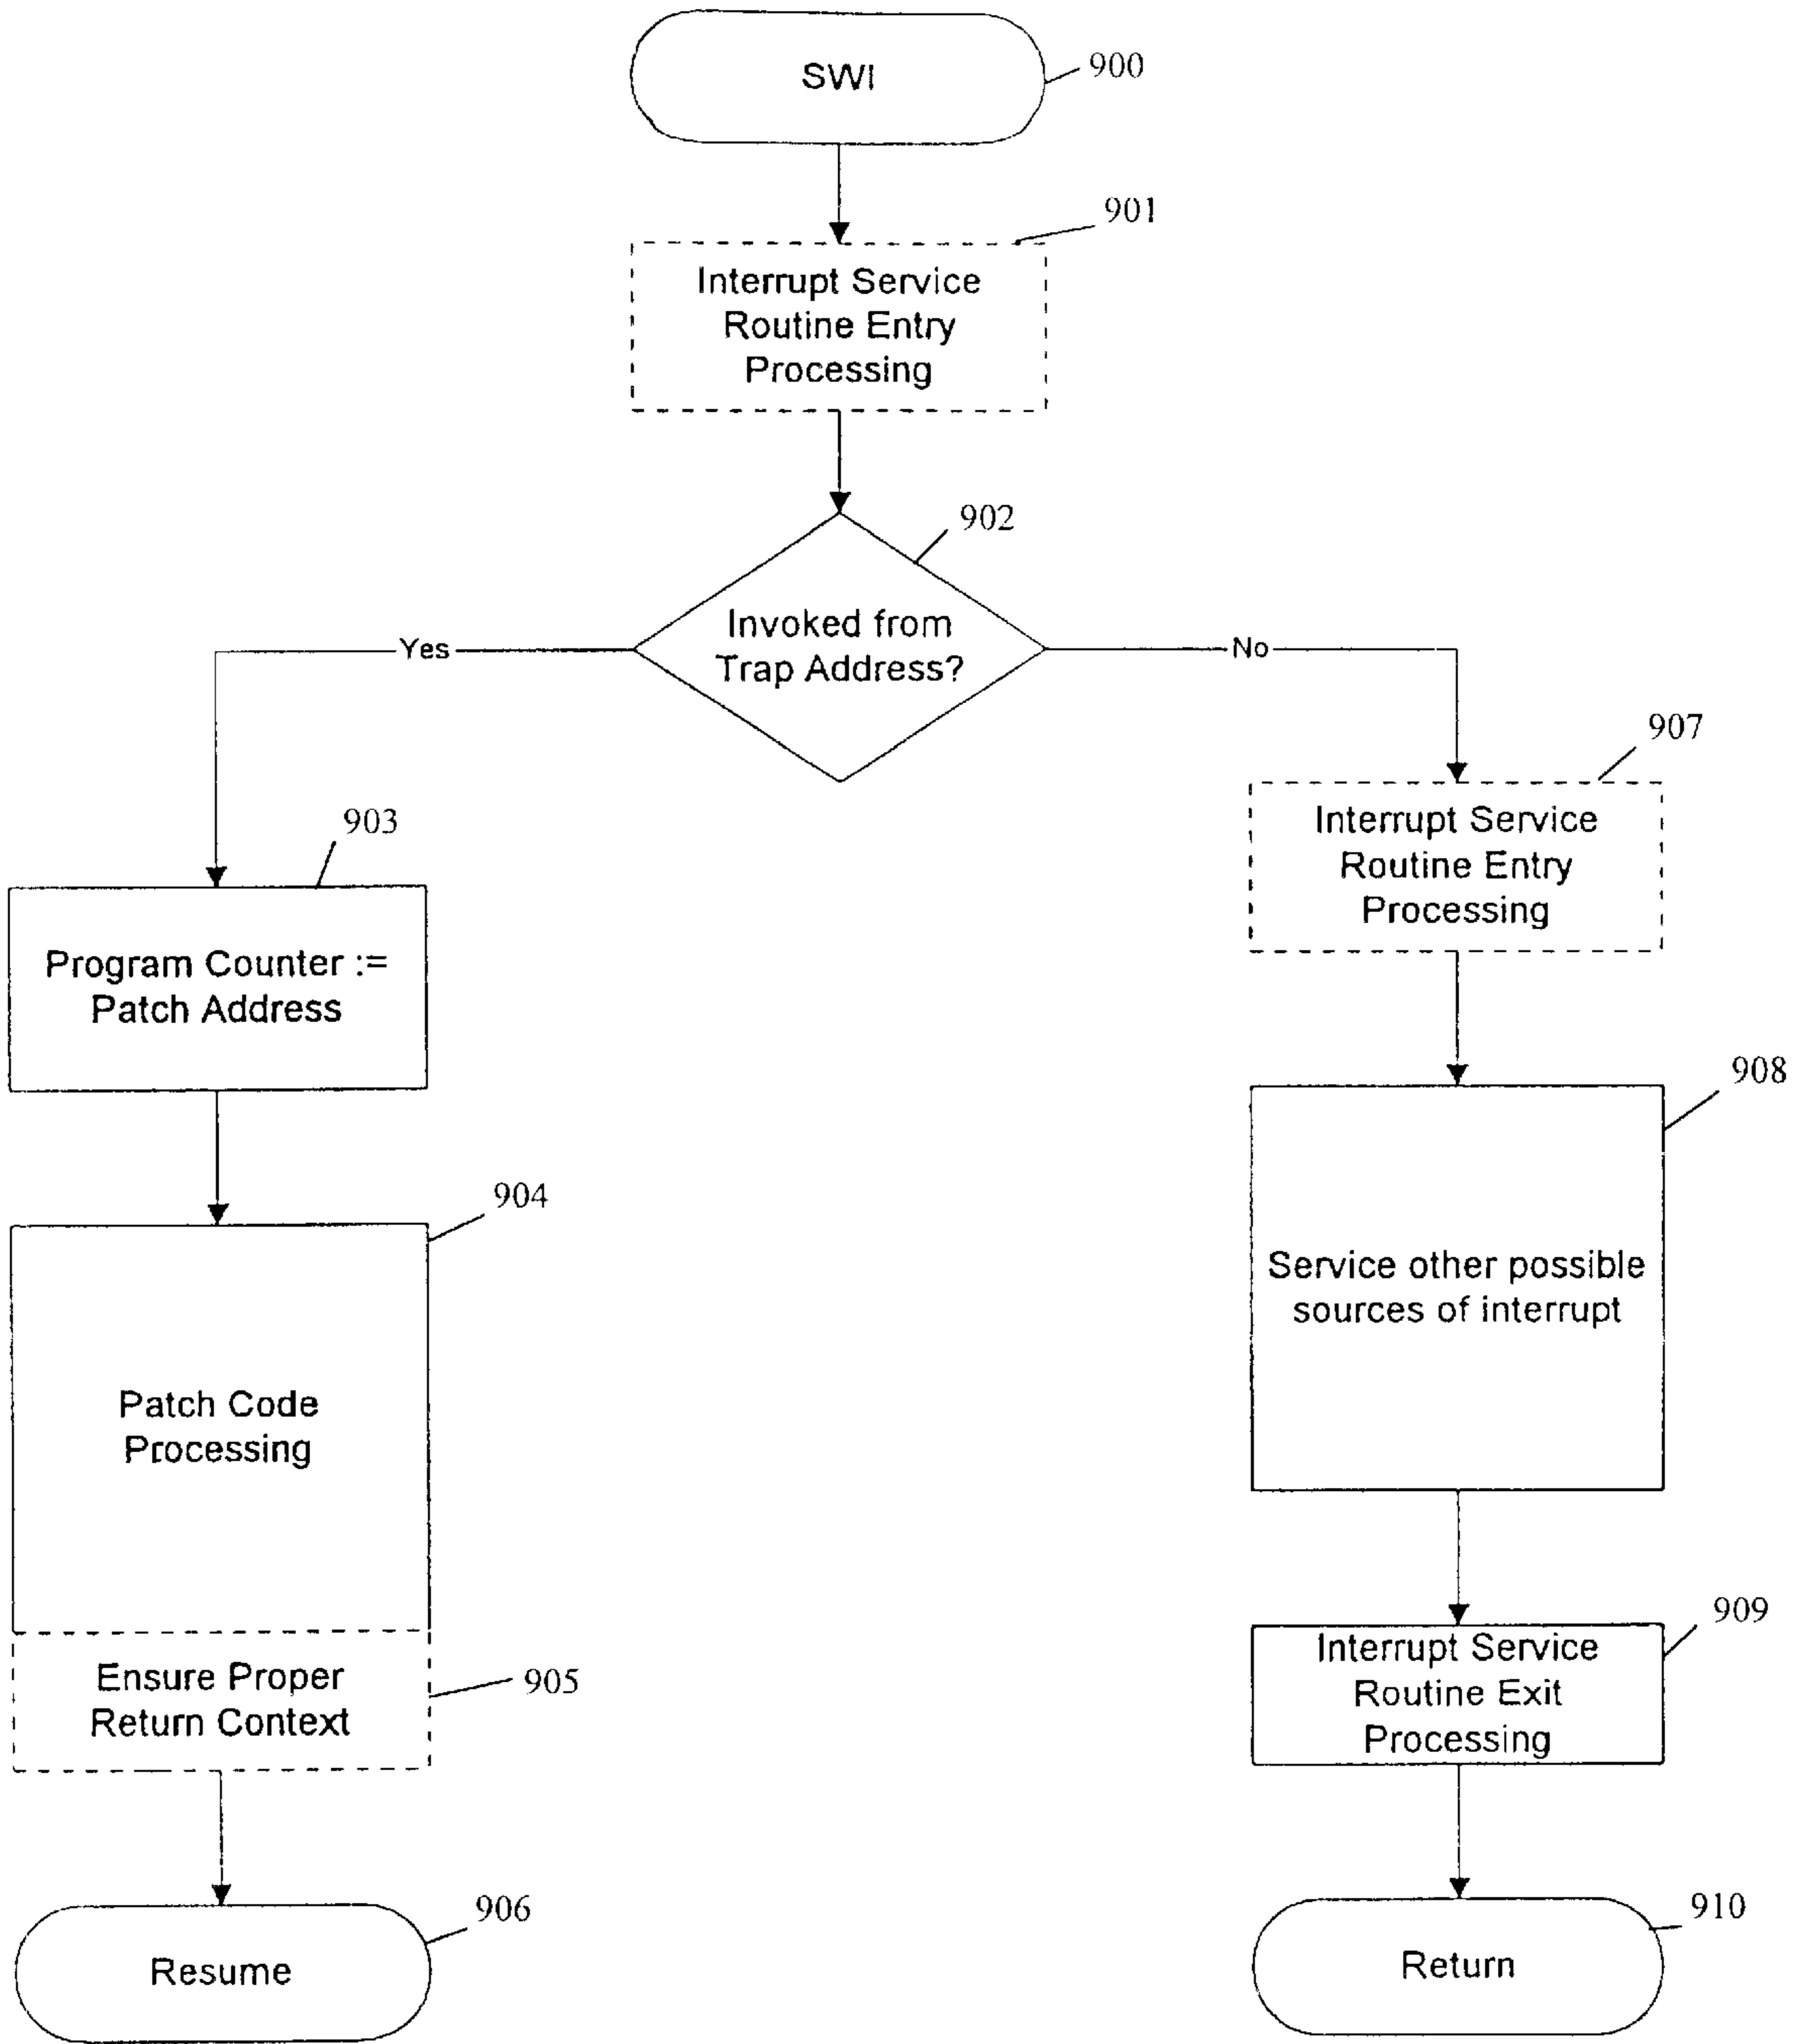 SWI
900
901
Interrupt Service
Routine Entry
Processing
902
Invoked from
Trap Address?
Yes
No
903
Program Counter :=
Patch Address
907
Interrupt Service
Routine Entry
Processing
904
Patch Code
Processing
908
Service other possible
sources of interrupt
905
Ensure Proper
Return Context
909
Interrupt Service
Routine Exit
Processing
906
Resume
910
Return